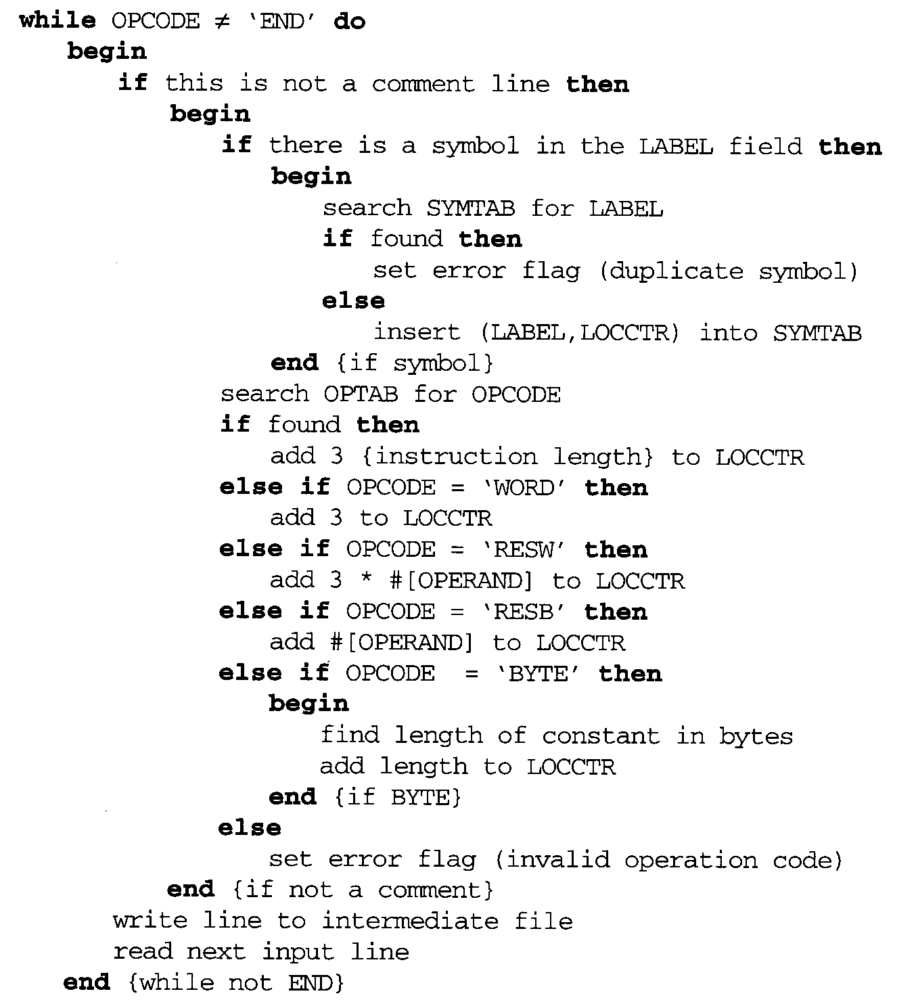 while OPCODE ≠ 'END' do
begin
if this is not a comment line then
begin
if there is a symbol in the LABEL field then
begin
search SYMTAB for LABEL
if found then
set error flag (duplicate symbol)
else
insert (LABEL,LOCCTR) into SYMTAB
end {if symbol}
search OPTAB for OPCODE
if found then
add 3 {instruction length} to LOCCTR
else if OPCODE = 'WORD' then
add 3 to LOCCTR
else if OPCODE = 'RESW' then
add 3 * #[OPERAND] to LOCCTR
else if OPCODE = 'RESB' then
add #[OPERAND] to LOCCTR
else if OPCODE = 'BYTE' then
begin
find length of constant in bytes
add length to LOCCTR
end {if BYTE}
else
set error flag (invalid operation code)
end {if not a comment}
write line to intermediate file
read next input line
end {while not END}